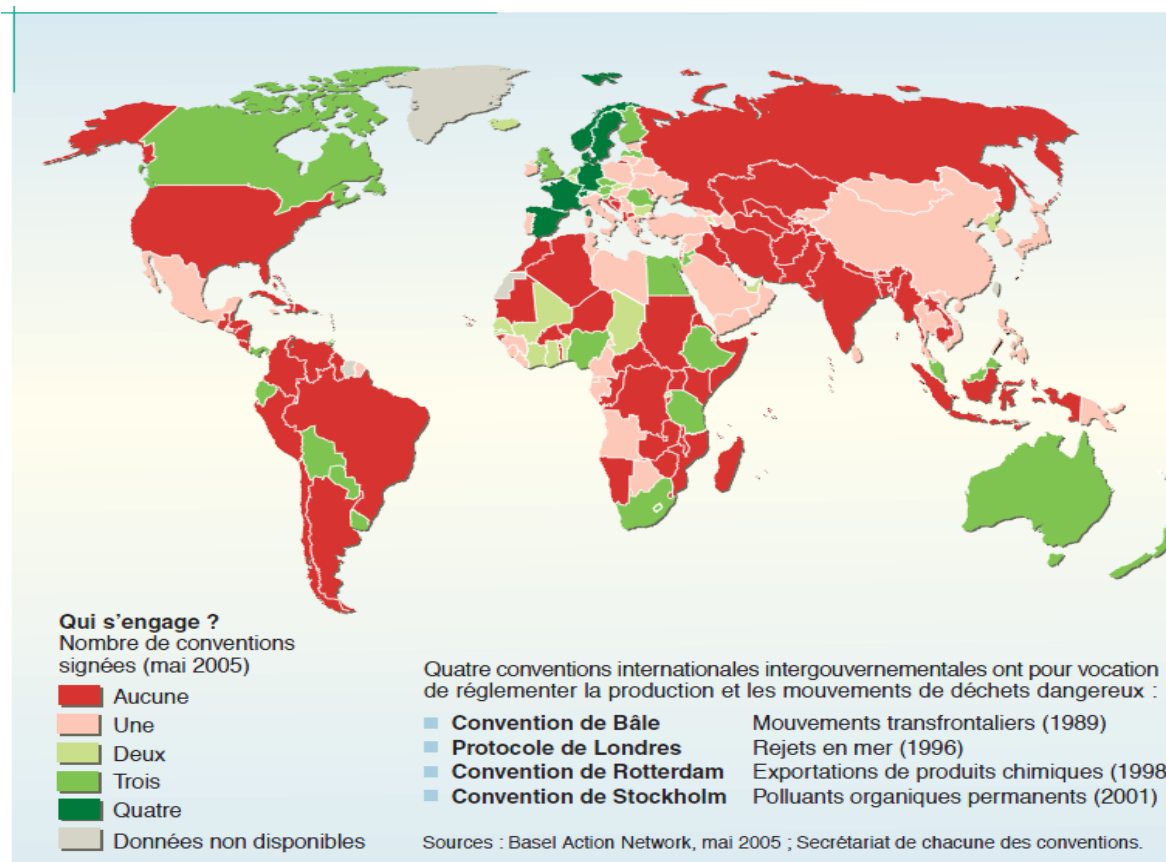 Qui s'engage ?
Nombre de conventions
signées (mai 2005)
Aucune
Une
Deux
Trois
Quatre
Données non disponibles
Quatre conventions internationales intergouvernementales ont pour vocation
de réglementer la production et les mouvements de déchets dangereux :
Convention de Bâle Mouvements transfrontaliers (1989)
Protocole de Londres Rejets en mer (1996)
Convention de Rotterdam Exportations de produits chimiques (1998
Convention de Stockholm Polluants organiques permanents (2001)
Sources : Basel Action Network, mai 2005 ; Secrétariat de chacune des conventions.